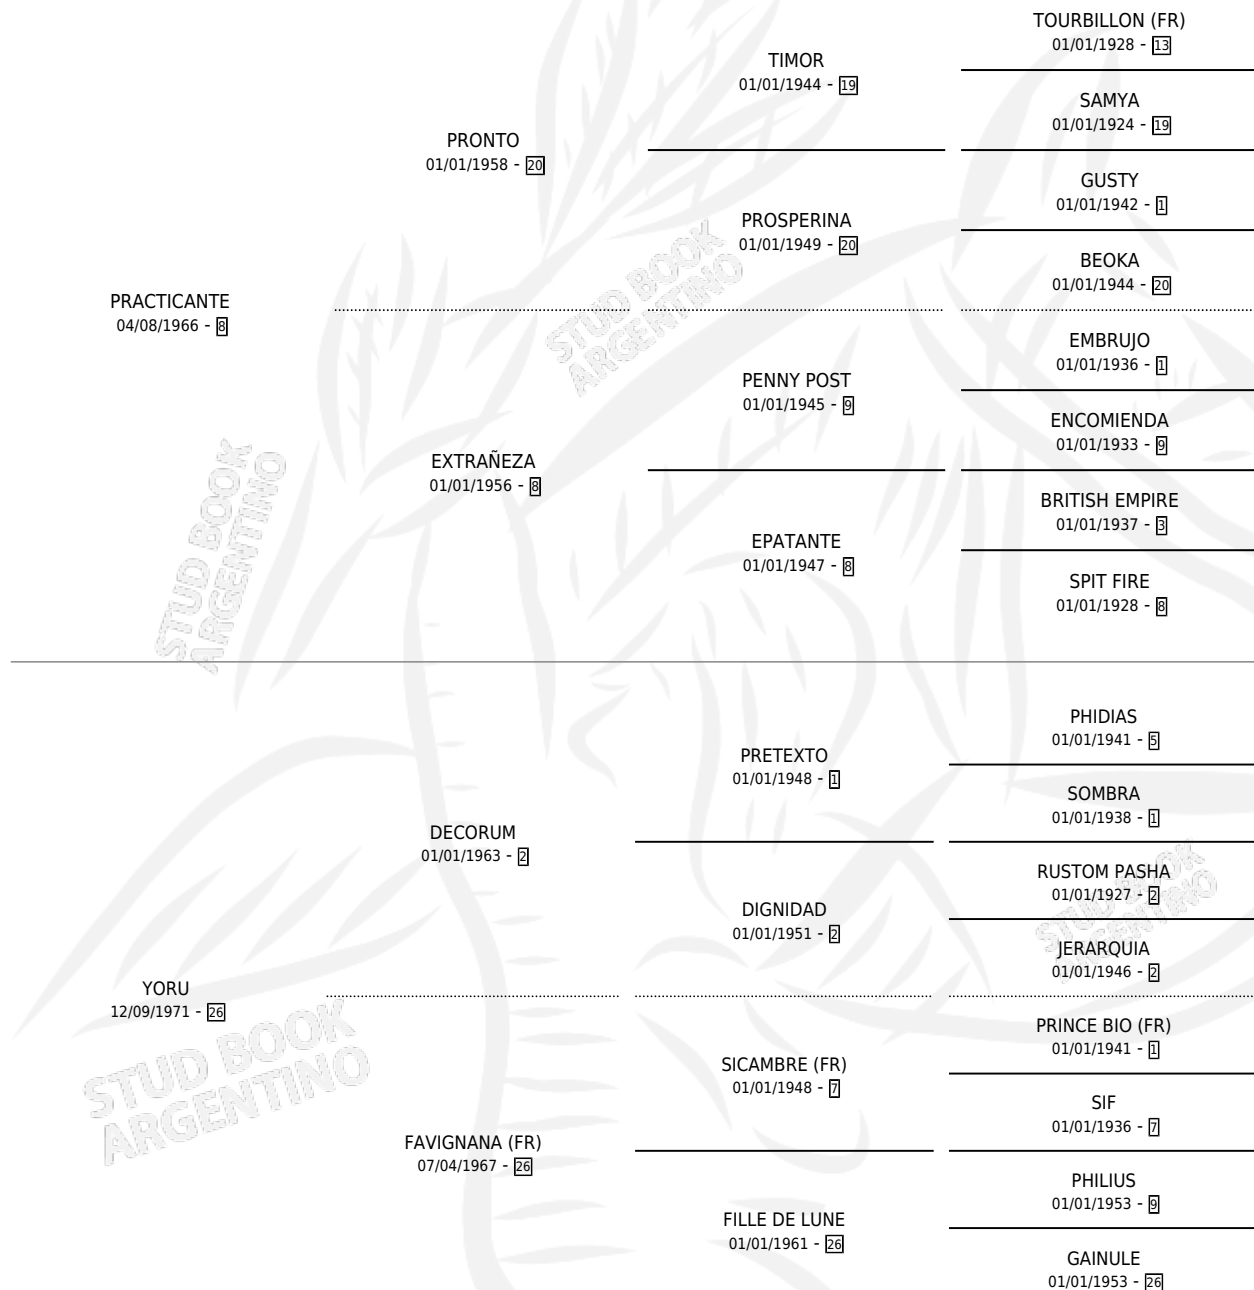 TOURBILLON (FR)
01/01/1928 - 13
TIMOR
01/01/1944 - 19
SAMYA
01/01/1924 - 19
PRONTO
01/01/1958 - 20
GUSTY
01/01/1942 - 1
PROSPERINA
01/01/1949 - 20
BEOKA
01/01/1944 - 20
PRACTICANTE
04/08/1966 - 8
EMBRUJO
01/01/1936 - 1
PENNY POST
01/01/1945 - 9
ENCOMIENDA
01/01/1933 - 9
EXTRAÑEZA
01/01/1956 - 8
BRITISH EMPIRE
01/01/1937 - 3
EPATANTE
01/01/1947 - 8
SPIT FIRE
01/01/1928 - 8
PHIDIAS
01/01/1941 - 5
PRETEXTO
01/01/1948 - 1
SOMBRA
01/01/1938 - 1
DECORUM
01/01/1963 - 2
RUSTOM PASHA
01/01/1927 - 2
DIGNIDAD
01/01/1951 - 2
JERARQUIA
01/01/1946 - 2
YORU
12/09/1971 - 26
PRINCE BIO (FR)
01/01/1941 - 1
SICAMBRE (FR)
01/01/1948 - 7
SIF
01/01/1936 - 7
FAVIGNANA (FR)
07/04/1967 - 26
PHILIUS
01/01/1953 - 9
FILLE DE LUNE
01/01/1961 - 26
GAINULE
01/01/1953 - 26
STUD BOOK
ARGENTINO
STUD BOOK
ARGENTINO
STUD BOOK
ARGENTINO
STUD BOOK
ARGENTINO